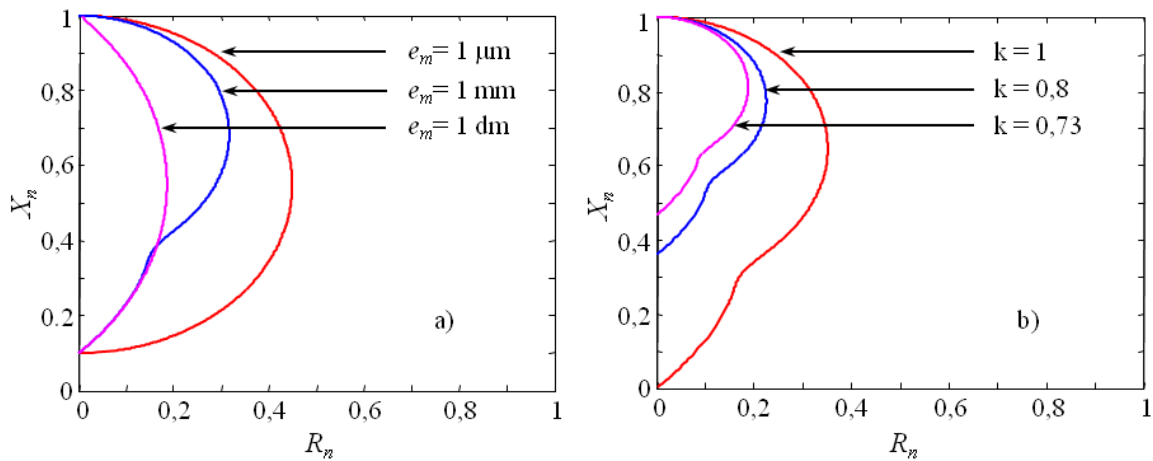 1
0,8
0,6
0,4
0,2
0
X_n
0
0,2
0,4
0,6
0,8
1
R_n
e_m= 1 μm
e_m= 1 mm
e_m= 1 dm
a)
1
0,8
0,6
0,4
0,2
0
X_n
0
0,2
0,4
0,6
0,8
1
R_n
k = 1
k = 0,8
k = 0,73
b)